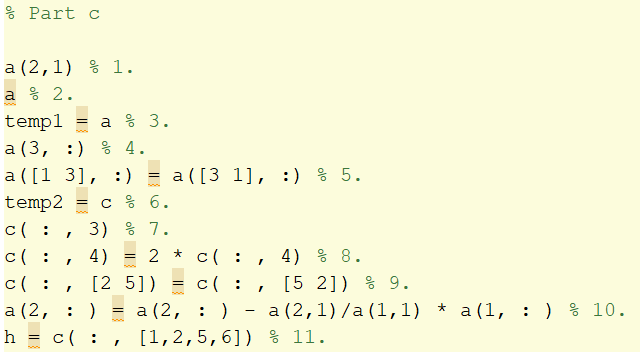 % Part c
a(2,1) % 1.
a % 2.
temp1 = a % 3.
a(3, :) % 4.
a([1 3], :) = a([3 1], :) % 5.
temp2 = c % 6.
c( : , 3) % 7.
c( : , 4) = 2 * c( : , 4) % 8.
c( : , [2 5]) = c( : , [5 2]) % 9.
a(2, : ) = a(2, : ) - a(2,1)/a(1,1) * a(1, : ) % 10.
h = c( : , [1,2,5,6]) % 11.